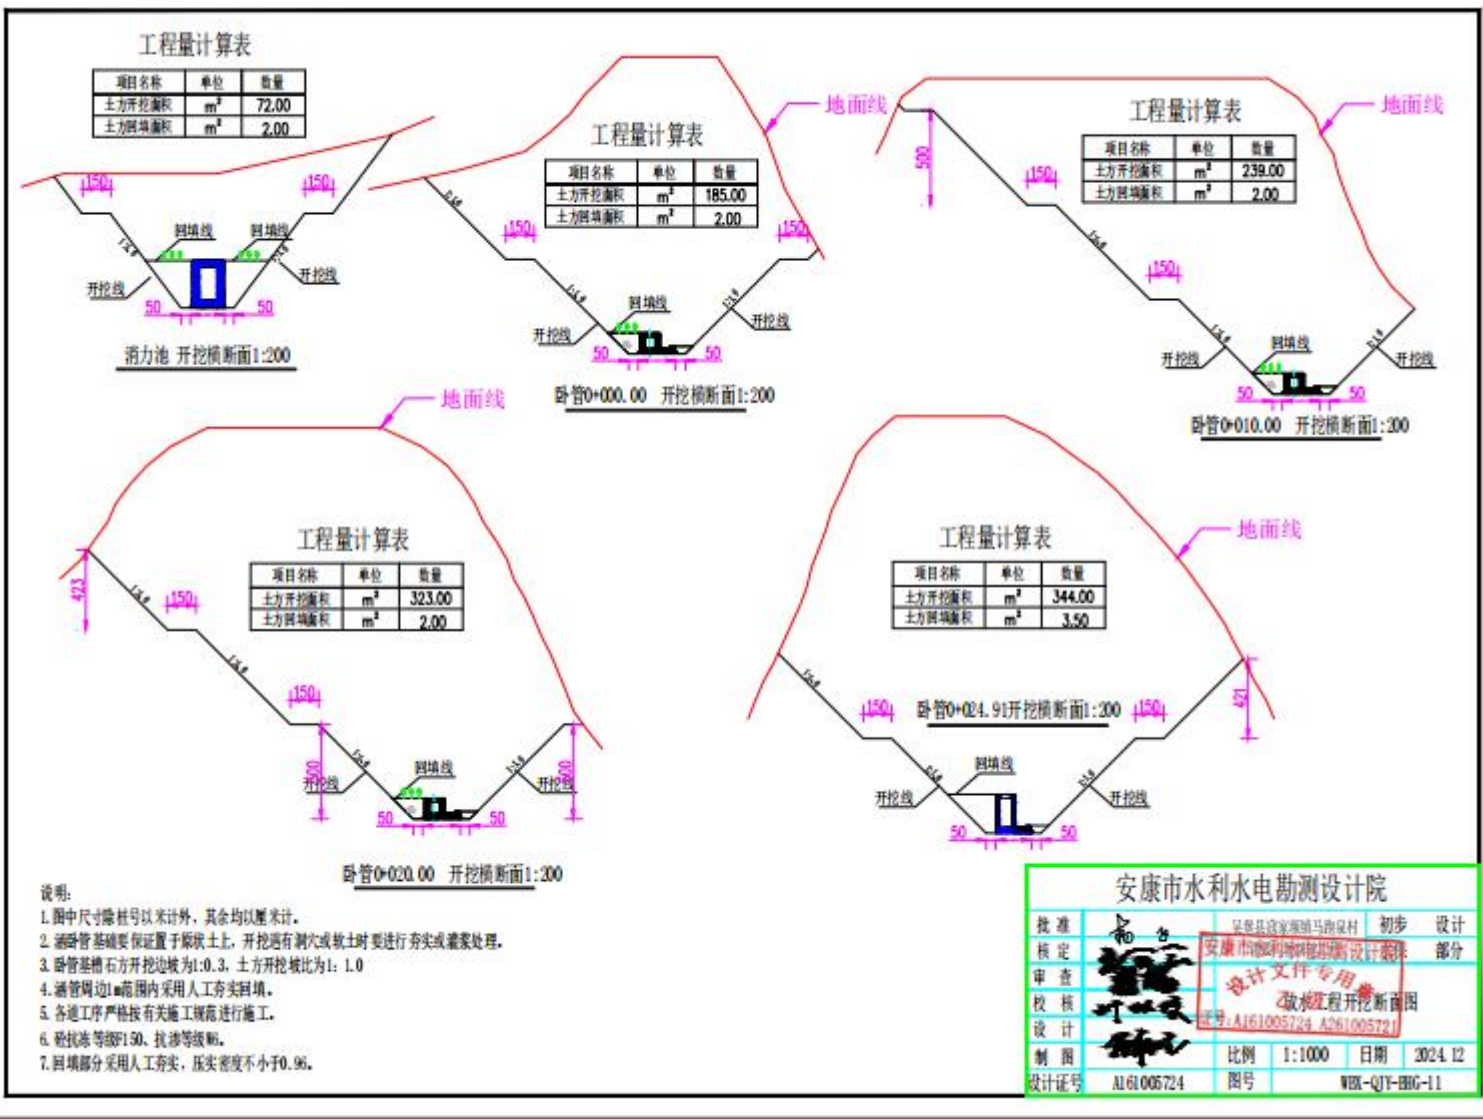 工程量计算表
项目名称 单位 数量
土方开挖面积 m² 72.00
土方回填面积 m² 2.00
150 150
回填线 回填线
开挖线 开挖线
50 50
消力池 开挖横断面1:200
地面线
工程量计算表
项目名称 单位 数量
土方开挖面积 m² 185.00
土方回填面积 m² 2.00
150 150
回填线
开挖线 开挖线
50 50
卧管0+000.00 开挖横断面1:200
地面线
工程量计算表
项目名称 单位 数量
土方开挖面积 m² 239.00
土方回填面积 m² 2.00
500
150
150
回填线
开挖线 开挖线
50 50
卧管0+010.00 开挖横断面1:200
地面线
工程量计算表
项目名称 单位 数量
土方开挖面积 m² 323.00
土方回填面积 m² 2.00
423
150
150
回填线
开挖线 开挖线
50 50
卧管0+020.00 开挖横断面1:200
地面线
工程量计算表
项目名称 单位 数量
土方开挖面积 m² 344.00
土方回填面积 m² 3.50
421
150 卧管0+024.91开挖横断面1:200 150
回填线
开挖线 开挖线
50 50
说明:
1.图中尺寸除桩号以米计外，其余均以厘米计。
2.涵卧管基础要保证置于原状土上，开挖遇有洞穴或软土时要进行夯实或灌浆处理。
3.卧管基槽石方开挖边坡为1:0.3，土方开挖坡比为1：1.0
4.涵管周边1m范围内采用人工夯实回填。
5.各道工序严格按有关施工规范进行施工。
6.砼抗冻等级F150、抗渗等级W6。
7.回填部分采用人工夯实，压实密度不小于0.96。
安康市水利水电勘测设计院
批准 初步 设计
核定 部分
审查
校核 放水工程开挖断面图
设计
制图 比例 1:1000 日期 2024.12
设计证号 A161005724 图号 WBX-QJY-BHG-11
设计文件专用章
证号:A161005724 A261005721